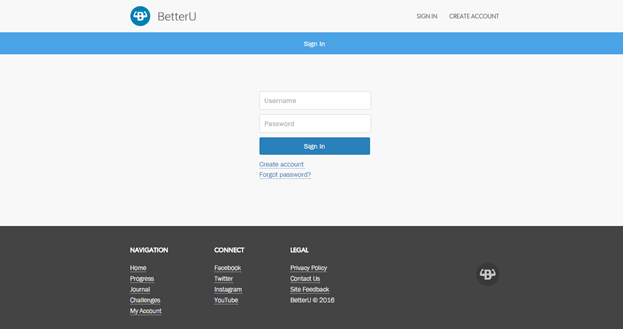 BetterU
SIGN IN CREATE ACCOUNT
Sign In
Username
Password
Sign In
Create account
Forgot password?
NAVIGATION
Home
Progress
Journal
Challenges
My Account
CONNECT
Facebook
Twitter
Instagram
YouTube
LEGAL
Privacy Policy
Contact Us
Site Feedback
BetterU © 2016